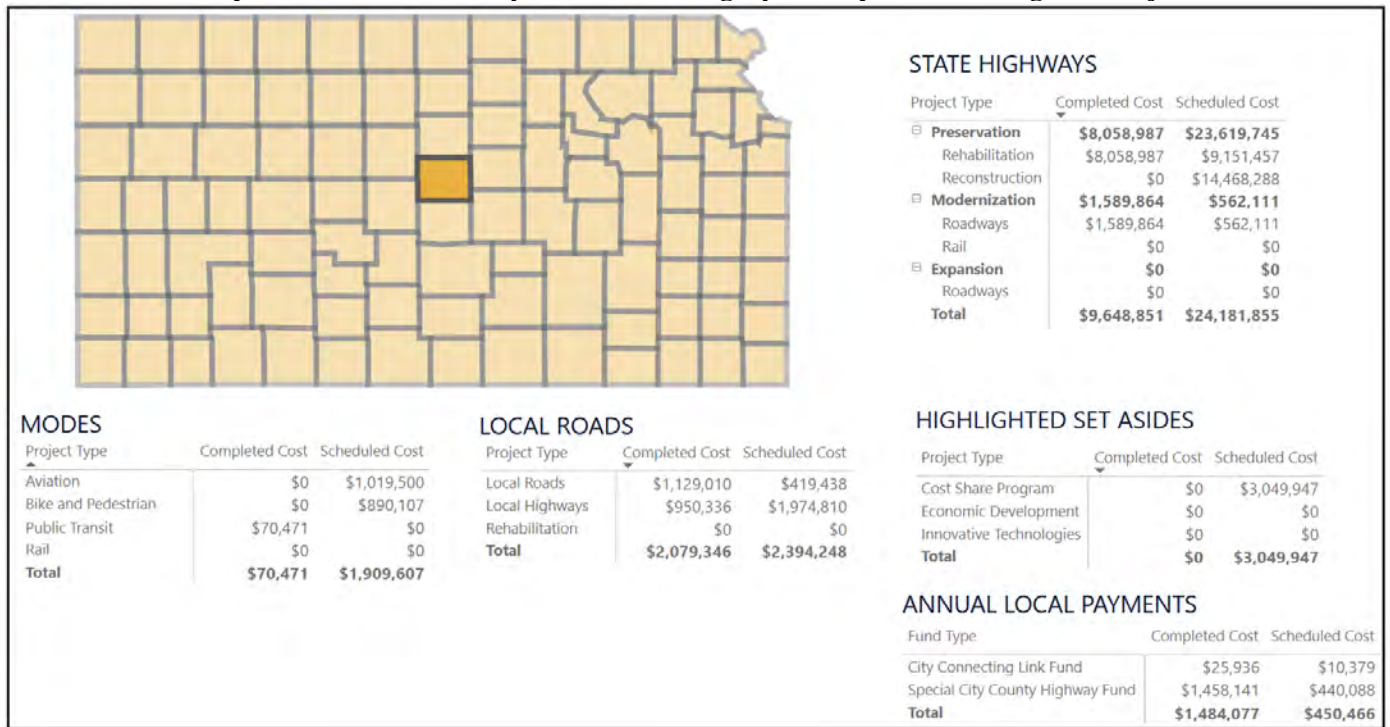 STATE HIGHWAYS
Project Type Completed Cost Scheduled Cost
Preservation $8,058,987 $23,619,745
Rehabilitation $8,058,987 $9,151,457
Reconstruction $0 $14,468,288
Modernization $1,589,864 $562,111
Roadways $1,589,864 $562,111
Rail $0 $0
Expansion $0 $0
Roadways $0 $0
Total $9,648,851 $24,181,855
MODES
Project Type Completed Cost Scheduled Cost
Aviation $0 $1,019,500
Bike and Pedestrian $0 $890,107
Public Transit $70,471 $0
Rail $0 $0
Total $70,471 $1,909,607
LOCAL ROADS
Project Type Completed Cost Scheduled Cost
Local Roads $1,129,010 $419,438
Local Highways $950,336 $1,974,810
Rehabilitation $0 $0
Total $2,079,346 $2,394,248
HIGHLIGHTED SET ASIDES
Project Type Completed Cost Scheduled Cost
Cost Share Program $0 $3,049,947
Economic Development $0 $0
Innovative Technologies $0 $0
Total $0 $3,049,947
ANNUAL LOCAL PAYMENTS
Fund Type Completed Cost Scheduled Cost
City Connecting Link Fund $25,936 $10,379
Special City County Highway Fund $1,458,141 $440,088
Total $1,484,077 $450,466